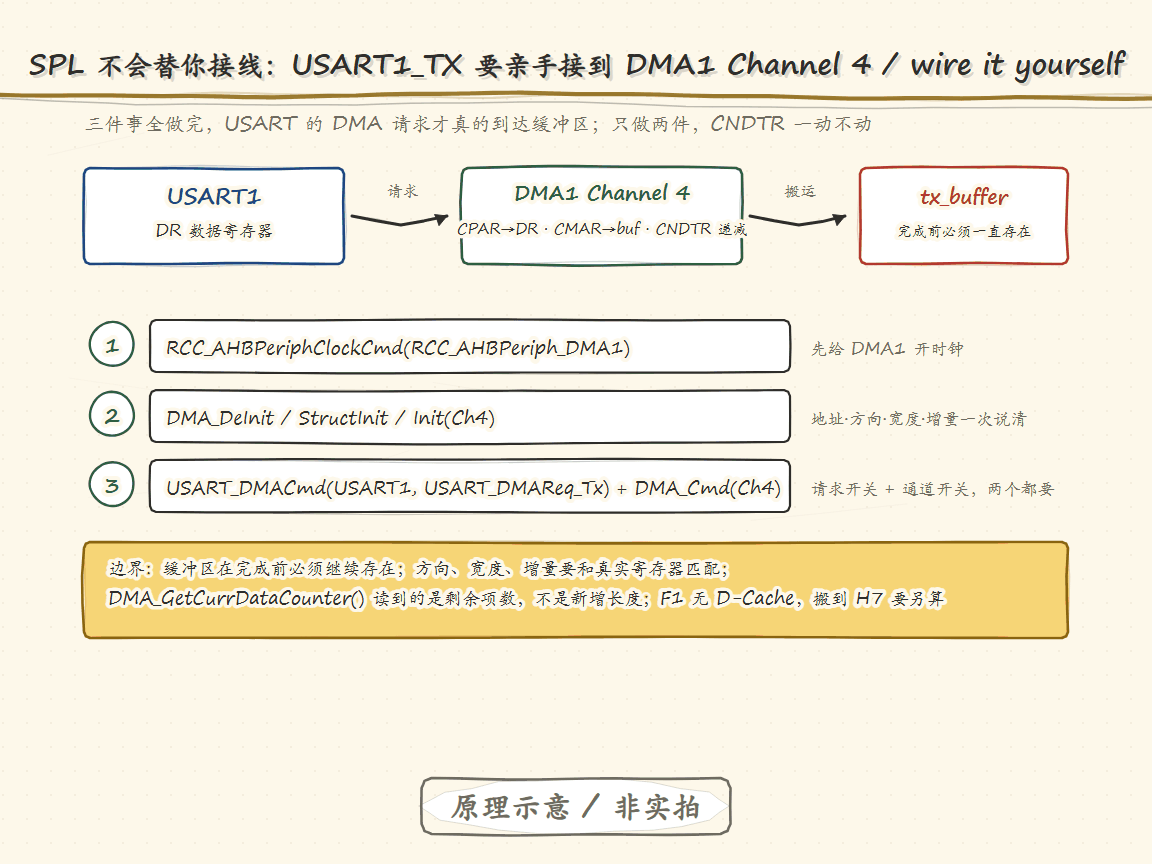 SPL 不会替你接线：USART1_TX 要亲手接到 DMA1 Channel 4 / wire it yourself
三件事全做完，USART 的 DMA 请求才真的到达缓冲区；只做两件，CNDTR 一动不动
USART1
DR 数据寄存器
请求
DMA1 Channel 4
CPAR→DR · CMAR→buf · CNDTR 递减
搬运
tx_buffer
完成前必须一直存在
1
RCC_AHBPeriphClockCmd(RCC_AHBPeriph_DMA1)
先给 DMA1 开时钟
2
DMA_DeInit / StructInit / Init(Ch4)
地址·方向·宽度·增量一次说清
3
USART_DMACmd(USART1, USART_DMAReq_Tx) + DMA_Cmd(Ch4)
请求开关 + 通道开关，两个都要
边界：缓冲区在完成前必须继续存在；方向、宽度、增量要和真实寄存器匹配；
DMA_GetCurrDataCounter() 读到的是剩余项数，不是新增长度；F1 无 D-Cache，搬到 H7 要另算
原理示意 / 非实拍